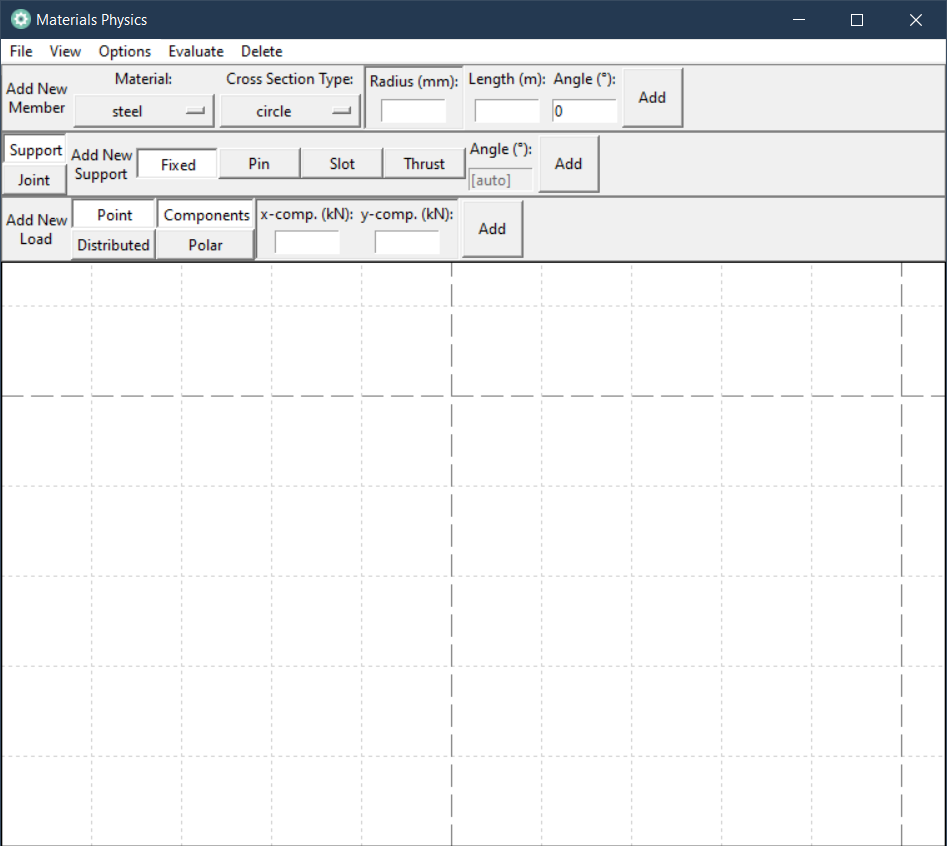 Materials Physics
File View Options Evaluate Delete
Add New
Member
Material:
steel
Cross Section Type:
circle
Radius (mm):
Length (m):
Angle (°):
0
Add
Support
Joint
Add New
Support
Fixed
Pin
Slot
Thrust
Angle (°):
[auto]
Add
Add New
Load
Point
Distributed
Components
Polar
x-comp. (kN):
y-comp. (kN):
Add